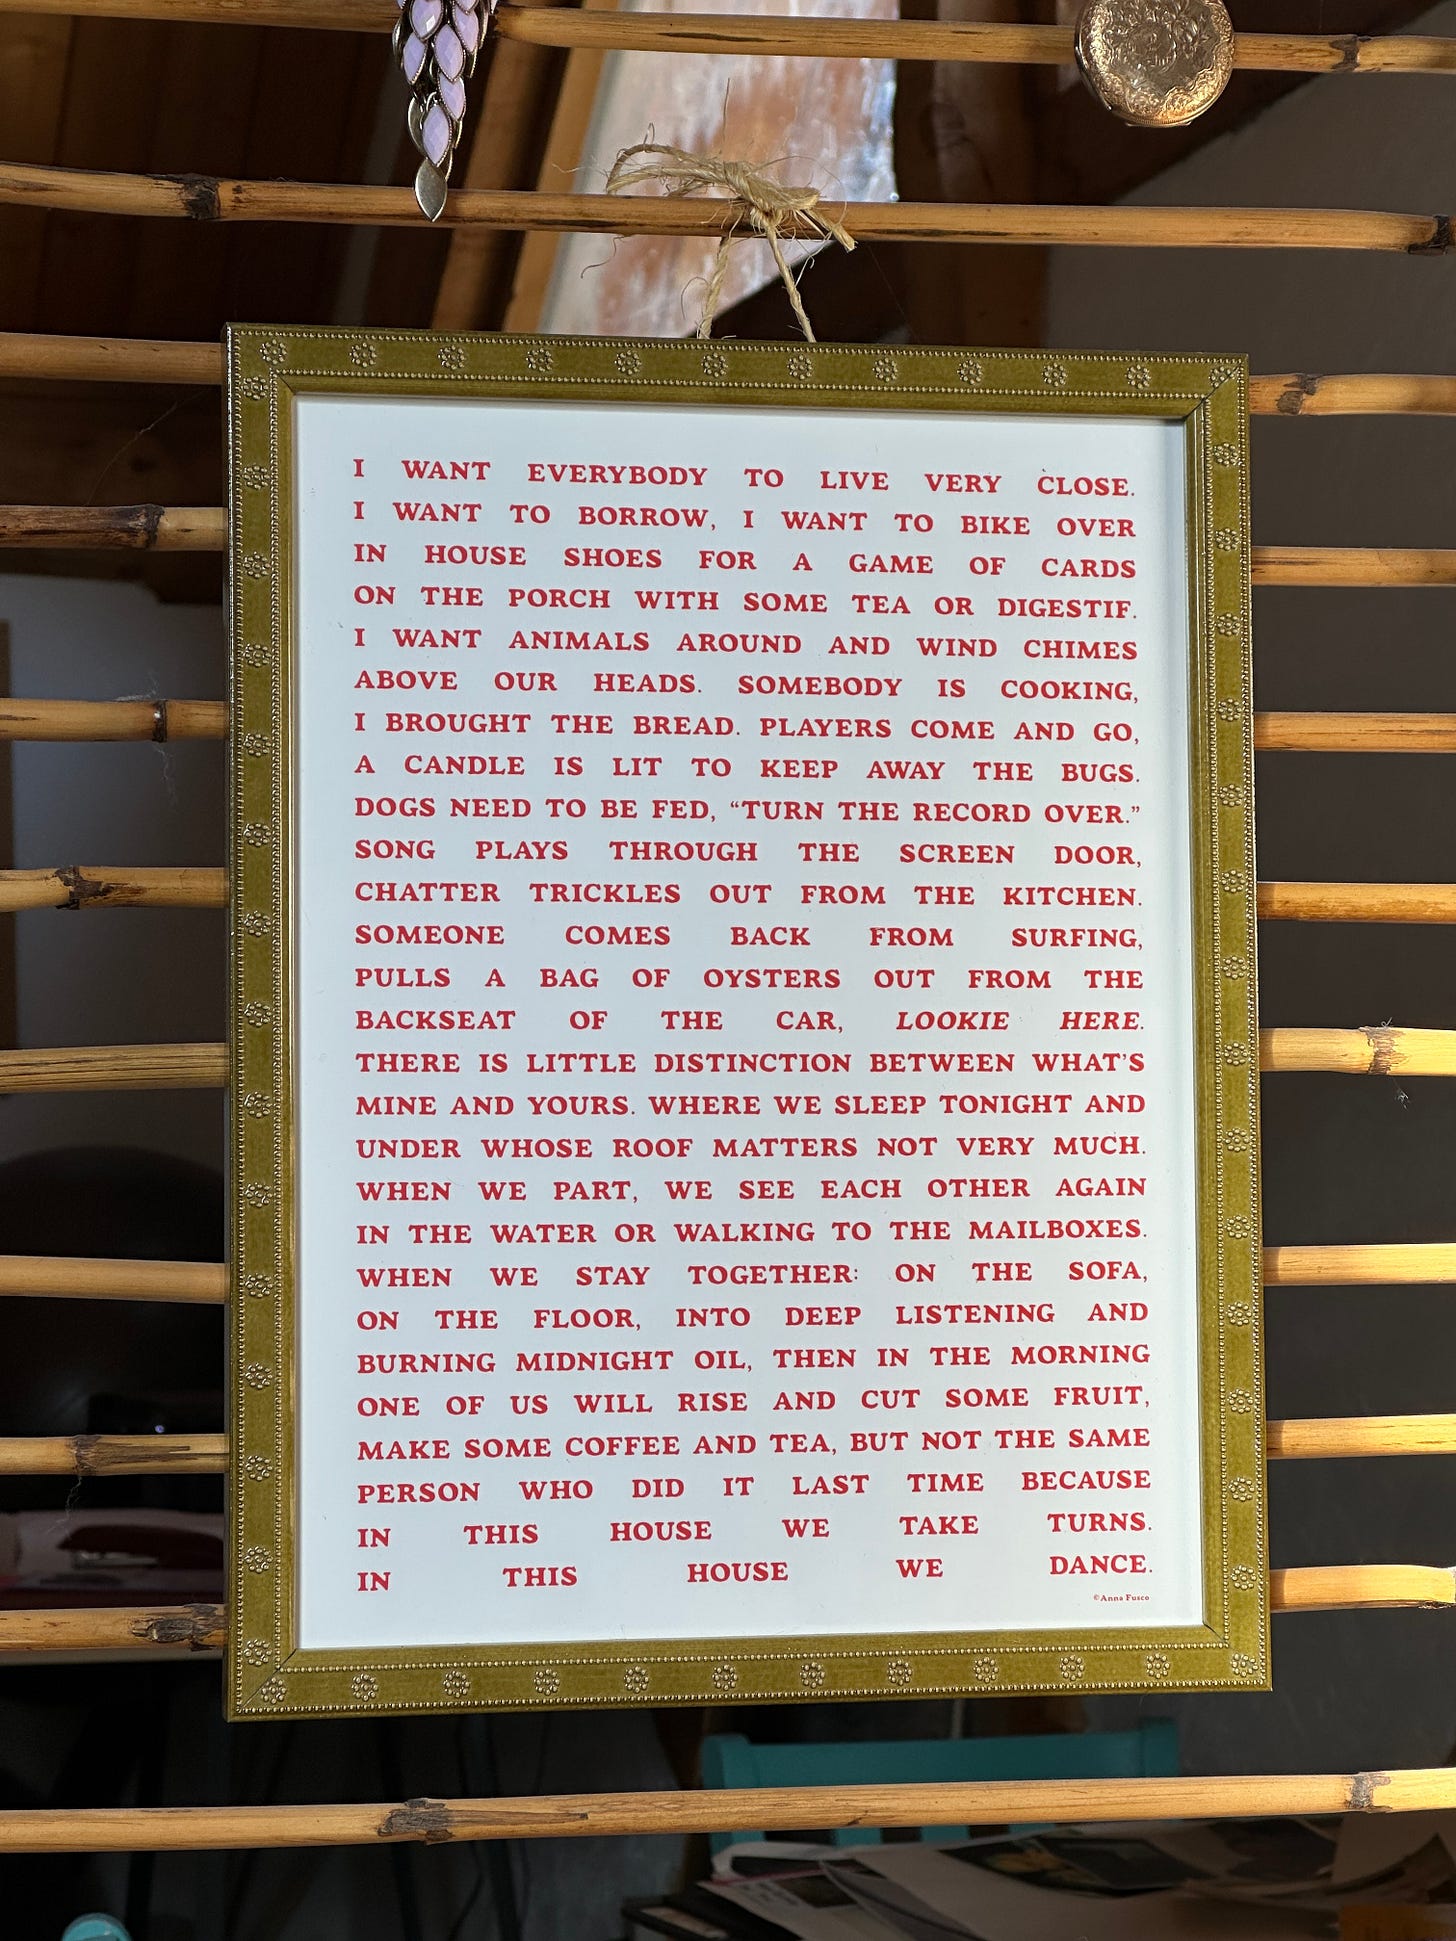 I WANT EVERYBODY TO LIVE VERY CLOSE.
I WANT TO BORROW, I WANT TO BIKE OVER
IN HOUSE SHOES FOR A GAME OF CARDS
ON THE PORCH WITH SOME TEA OR DIGESTIF.
I WANT ANIMALS AROUND AND WIND CHIMES
ABOVE OUR HEADS. SOMEBODY IS COOKING,
I BROUGHT THE BREAD. PLAYERS COME AND GO,
A CANDLE IS LIT TO KEEP AWAY THE BUGS.
DOGS NEED TO BE FED, “TURN THE RECORD OVER.”
SONG PLAYS THROUGH THE SCREEN DOOR,
CHATTER TRICKLES OUT FROM THE KITCHEN.
SOMEONE COMES BACK FROM SURFING,
PULLS A BAG OF OYSTERS OUT FROM THE
BACKSEAT OF THE CAR, LOOKIE HERE.
THERE IS LITTLE DISTINCTION BETWEEN WHAT’S
MINE AND YOURS. WHERE WE SLEEP TONIGHT AND
UNDER WHOSE ROOF MATTERS NOT VERY MUCH.
WHEN WE PART, WE SEE EACH OTHER AGAIN
IN THE WATER OR WALKING TO THE MAILBOXES.
WHEN WE STAY TOGETHER: ON THE SOFA,
ON THE FLOOR, INTO DEEP LISTENING AND
BURNING MIDNIGHT OIL, THEN IN THE MORNING
ONE OF US WILL RISE AND CUT SOME FRUIT,
MAKE SOME COFFEE AND TEA, BUT NOT THE SAME
PERSON WHO DID IT LAST TIME BECAUSE
IN THIS HOUSE WE TAKE TURNS.
IN THIS HOUSE WE DANCE.
©Anna Fusco